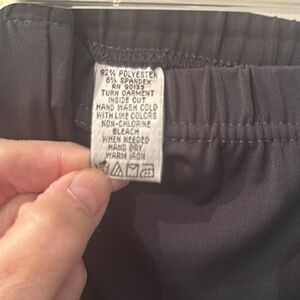 92% POLYESTER
8% SPANDEX
RN 90133
TURN GARMENT
INSIDE OUT
HAND WASH COLD
WITH LIKE COLORS
NON-CHLORINE
BLEACH
WHEN NEEDED
HANG DRY
WARM IRON